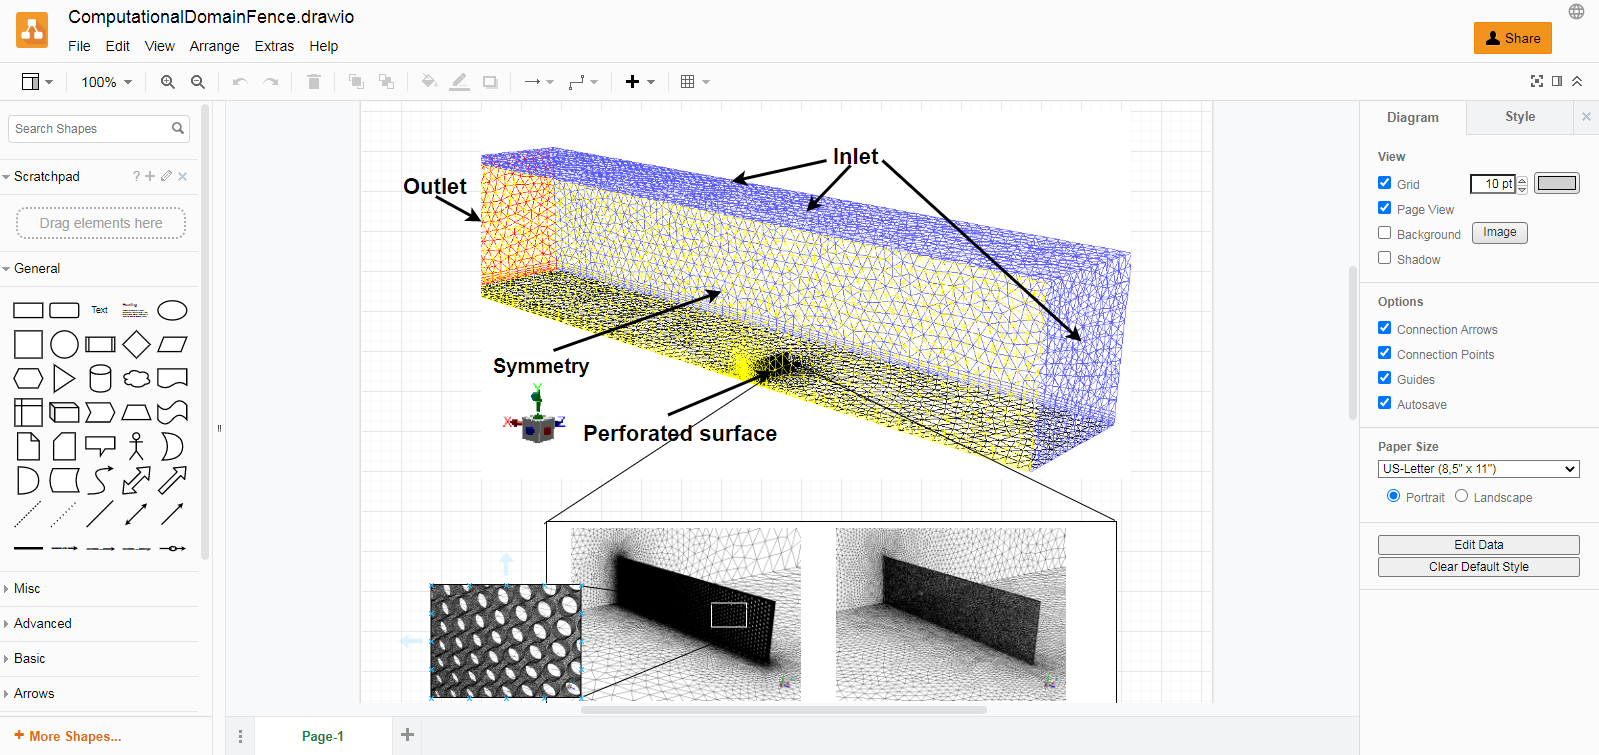 ComputationalDomainFence.drawio
File Edit View Arrange Extras Help
Share
100%
Search Shapes
Scratchpad
?
Drag elements here
General
Text
Heading
Misc
Advanced
Basic
Arrows
+ More Shapes...
Inlet
Outlet
Symmetry
Perforated surface
Y
X
Z
Page-1
Diagram
Style
View
Grid
10 pt
Page View
Background
Image
Shadow
Options
Connection Arrows
Connection Points
Guides
Autosave
Paper Size
US-Letter (8,5" x 11")
Portrait
Landscape
Edit Data
Clear Default Style